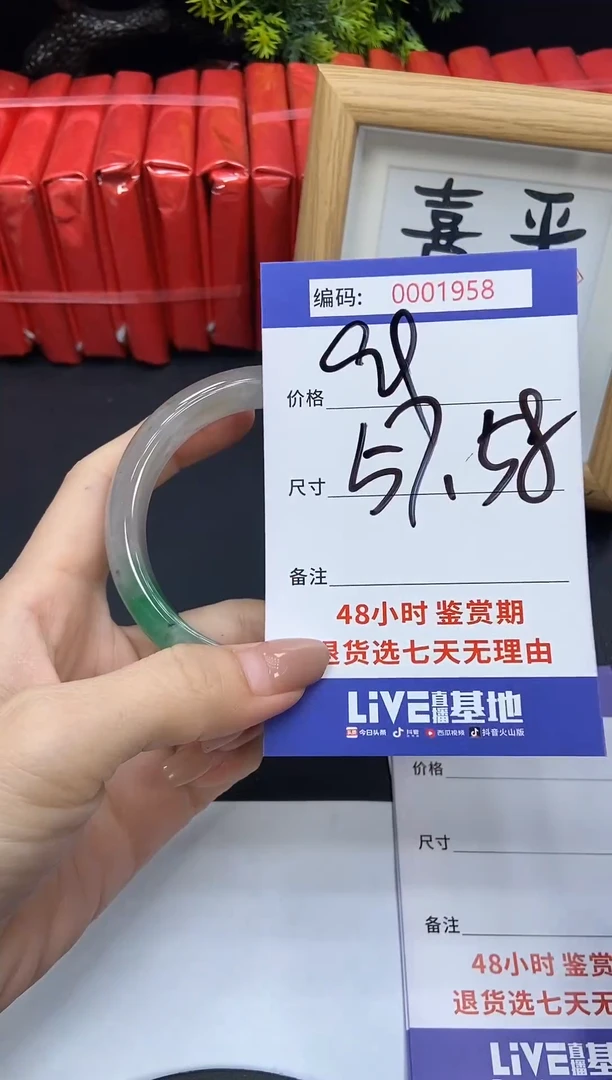 喜 平
编码: 0001958
价格
尺寸 57.58
备注
48小时 鉴赏期
退货选七天无理由
LiVE直播基地
今日头条 抖音 西瓜视频 抖音火山版
价格
尺寸
备注
48小时 鉴赏
退货选七天无
LiVE直播基